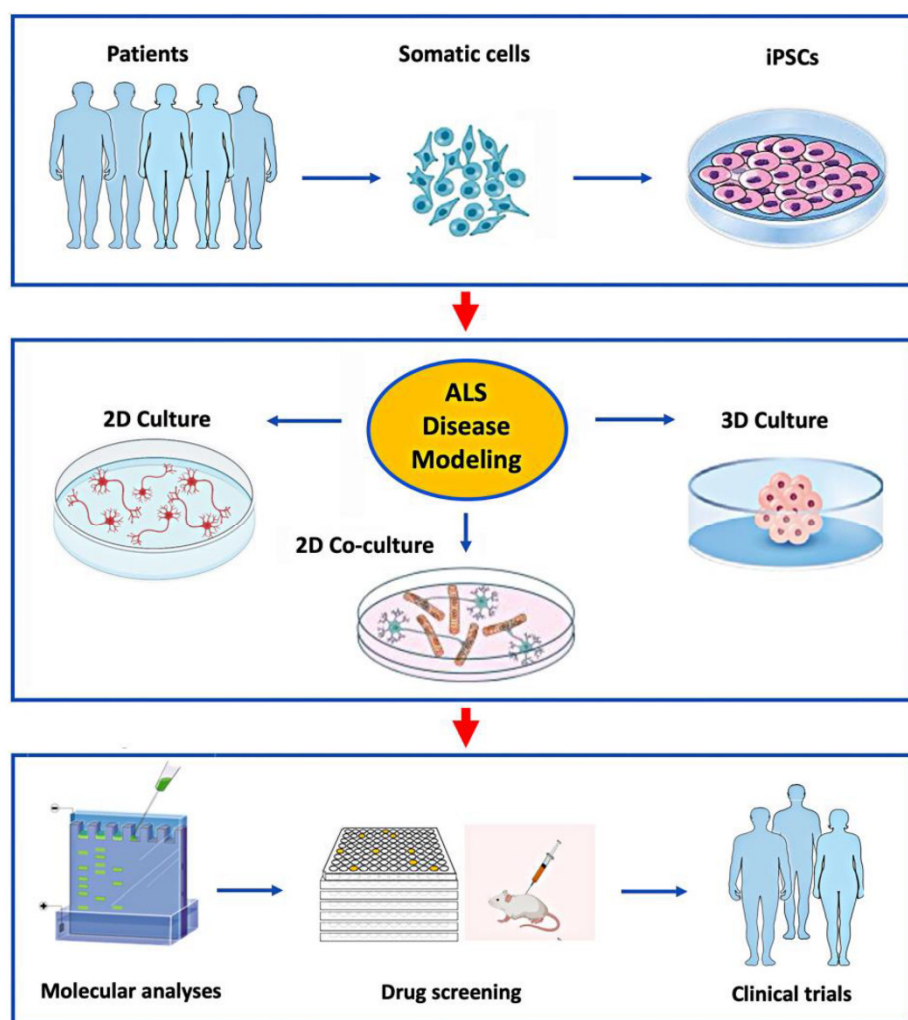 Patients
Somatic cells
iPSCs
ALS
Disease
Modeling
2D Culture
3D Culture
2D Co-culture
Molecular analyses
Drug screening
Clinical trials